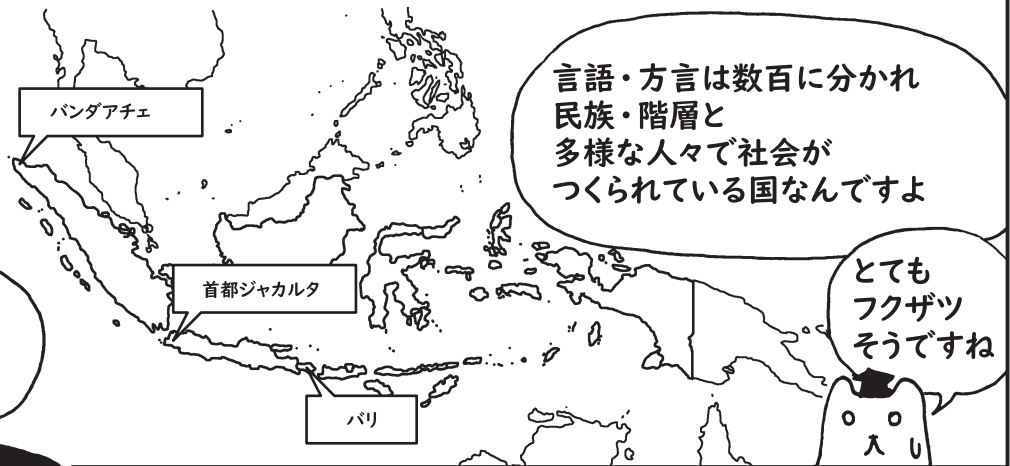 言語・方言は数百に分かれ
民族・階層と
多様な人々で社会が
つくられている国なんですよ
とても
フクザツ
そうですね
バンダアチェ
首都ジャカルタ
バリ